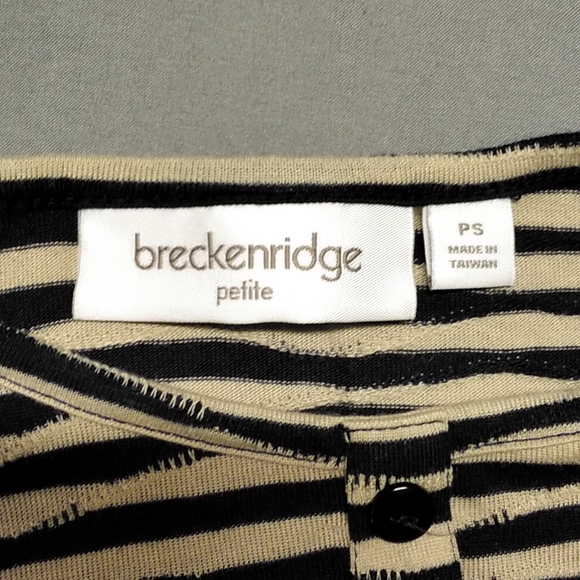 breckenridge
petite
PS
MADE IN
TAIWAN